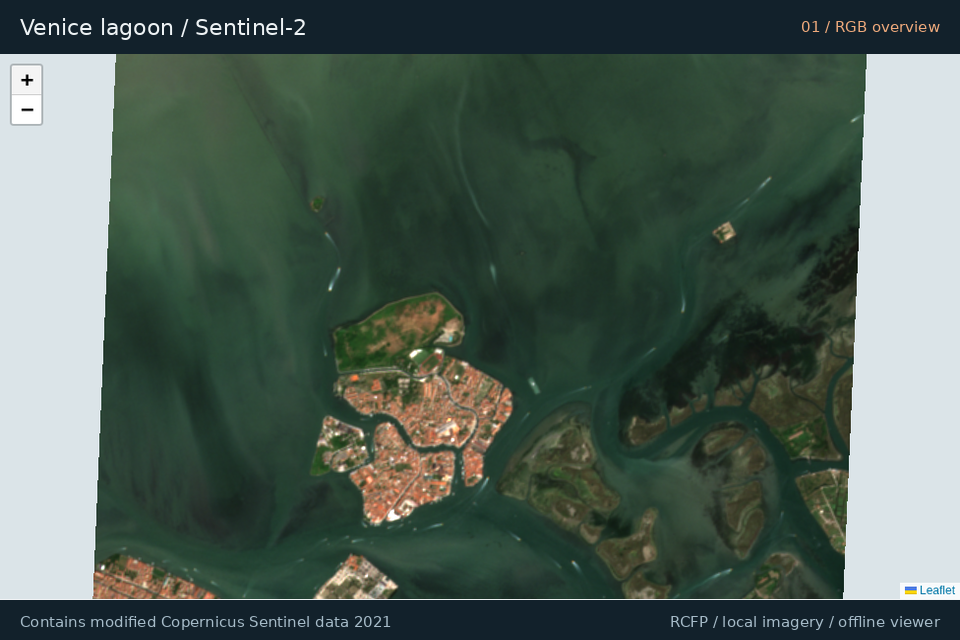 Venice lagoon / Sentinel-2
01 / RGB overview
+
−
Leaflet
Contains modified Copernicus Sentinel data 2021
RCFP / local imagery / offline viewer